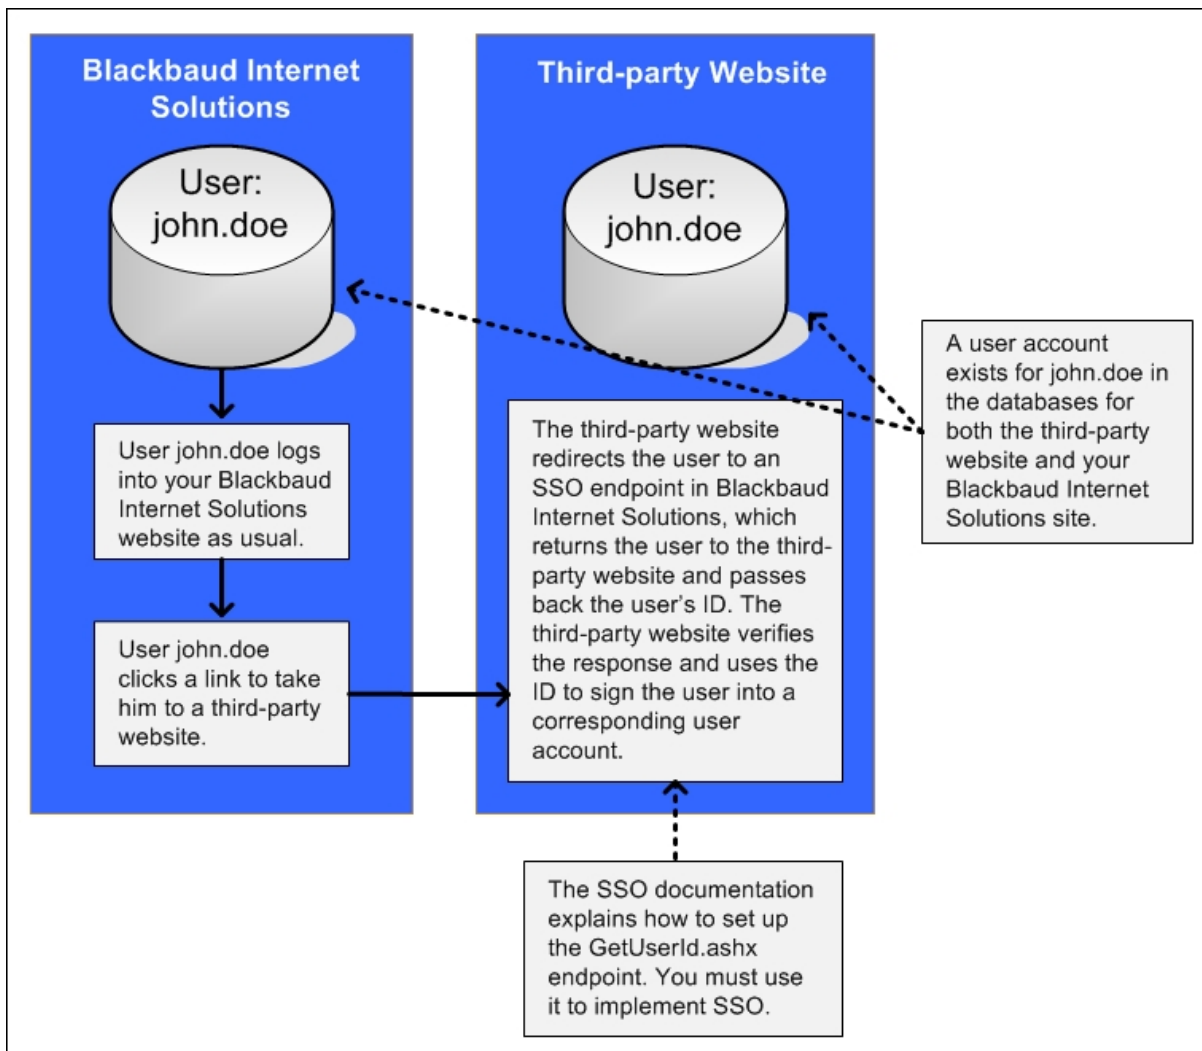 Blackbaud Internet
Solutions
User:
john.doe
User john.doe logs
into your Blackbaud
Internet Solutions
website as usual.
User john.doe
clicks a link to take
him to a third-party
website.
Third-party Website
User:
john.doe
The third-party website
redirects the user to an
SSO endpoint in Blackbaud
Internet Solutions, which
returns the user to the third-
party website and passes
back the user's ID. The
third-party website verifies
the response and uses the
ID to sign the user into a
corresponding user
account.
A user account
exists for john.doe in
the databases for
both the third-party
website and your
Blackbaud Internet
Solutions site.
The SSO documentation
explains how to set up
the GetUserId.ashx
endpoint. You must use
it to implement SSO.